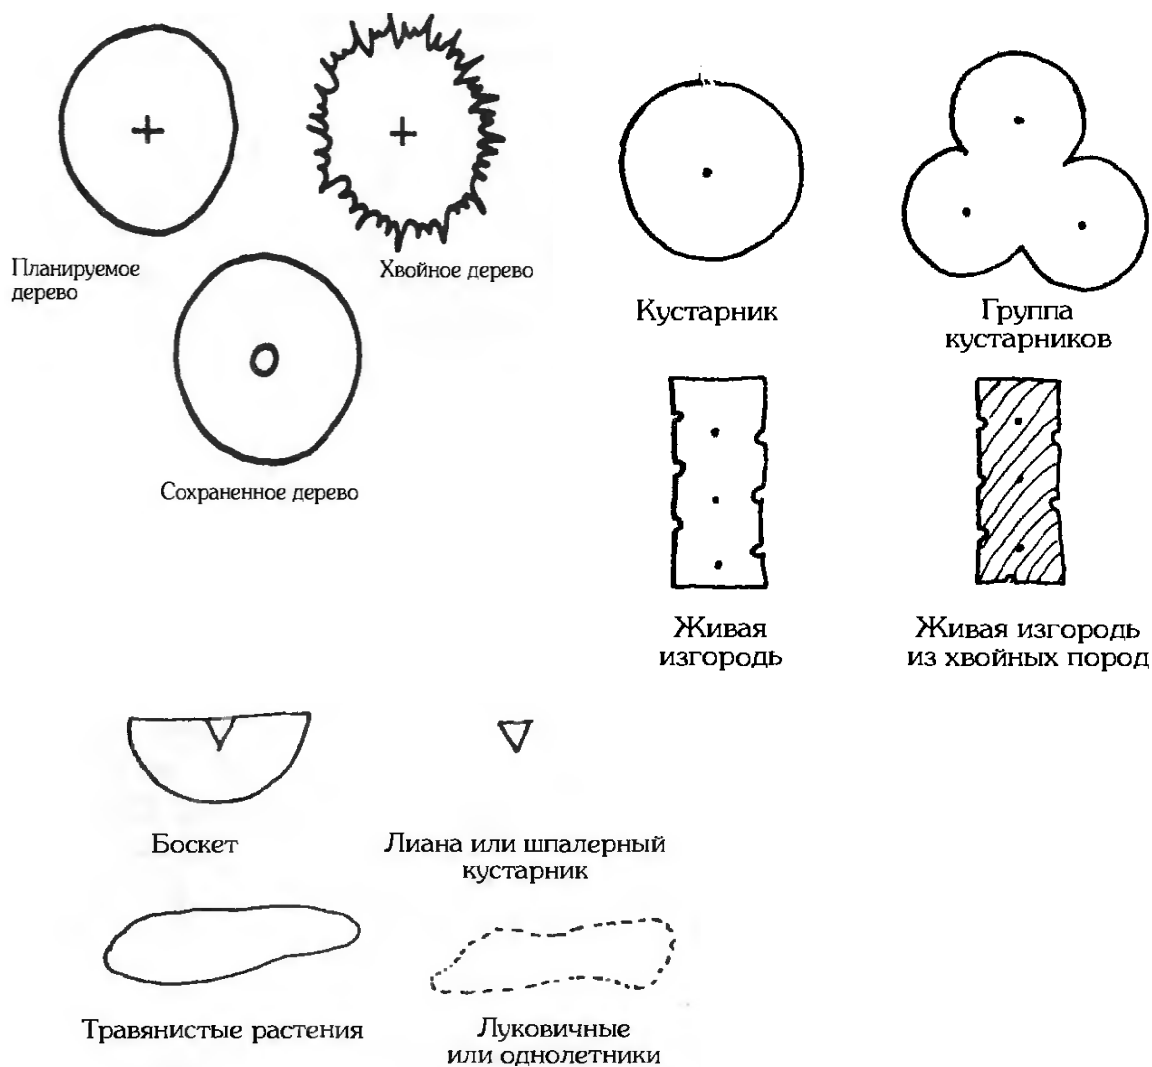 Планируемое
дерево
Хвойное дерево
Сохраненное дерево
Кустарник
Группа
кустарников
Живая
изгородь
Живая изгородь
из хвойных пород
Боскет
Лиана или шпалерный
кустарник
Травянистые растения
Луковичные
или однолетники